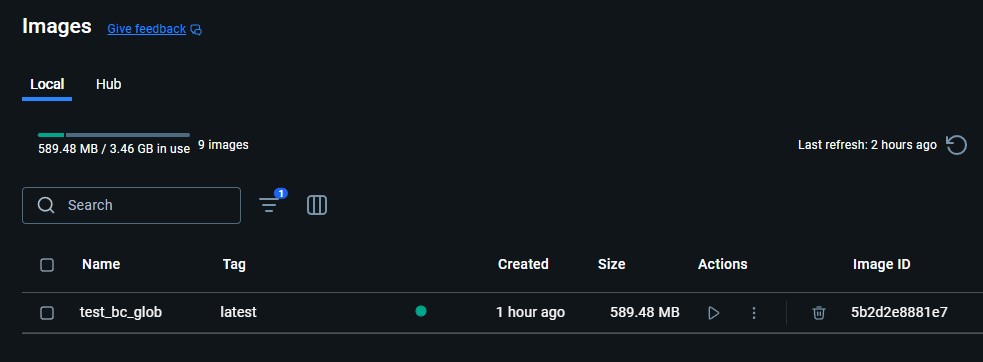 Images Give feedback
Local Hub
589.48 MB / 3.46 GB in use 9 images Last refresh: 2 hours ago
Search 1
Name Tag Created Size Actions Image ID
test_bc_glob latest 1 hour ago 589.48 MB 5b2d2e8881e7